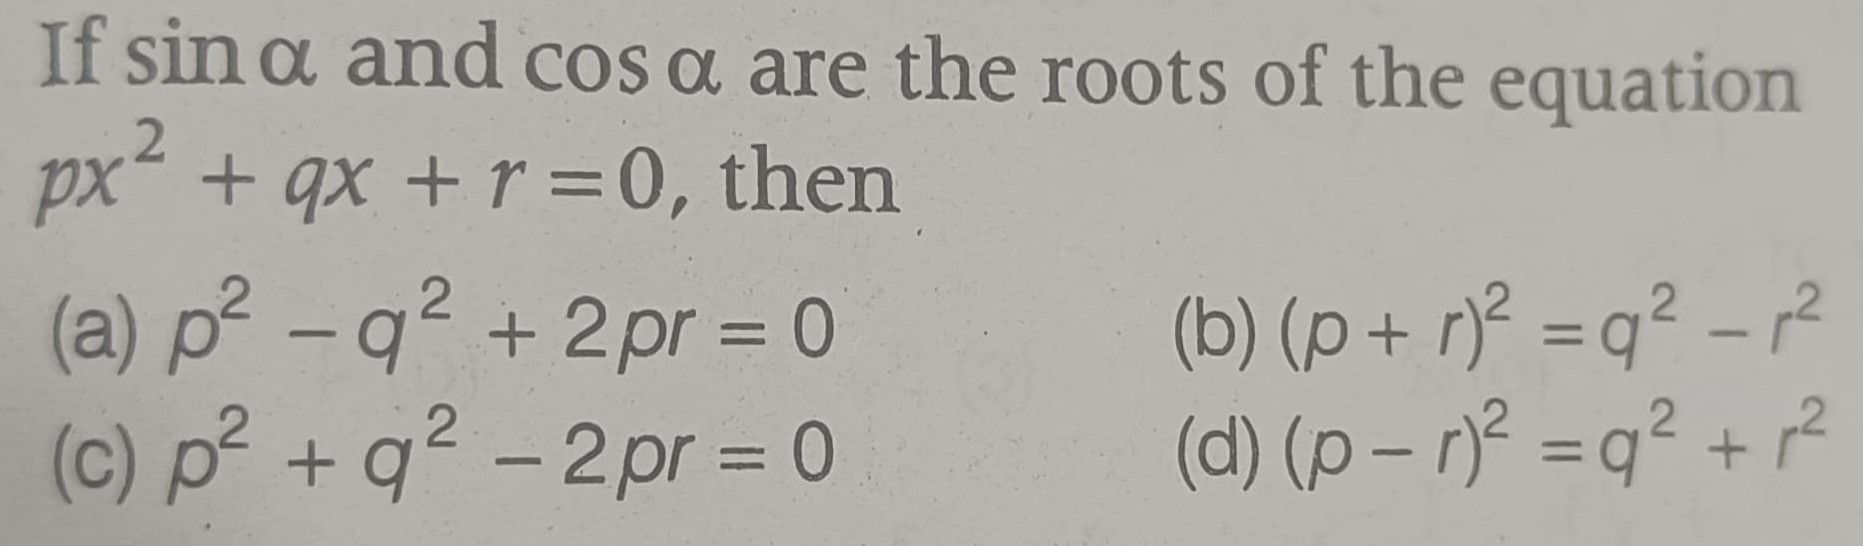 If sin α and cos α are the roots of the equation
px² + qx + r = 0, then
(a) p² − q² + 2pr = 0 (b) (p + r)² = q² − r²
(c) p² + q² − 2pr = 0 (d) (p − r)² = q² + r²